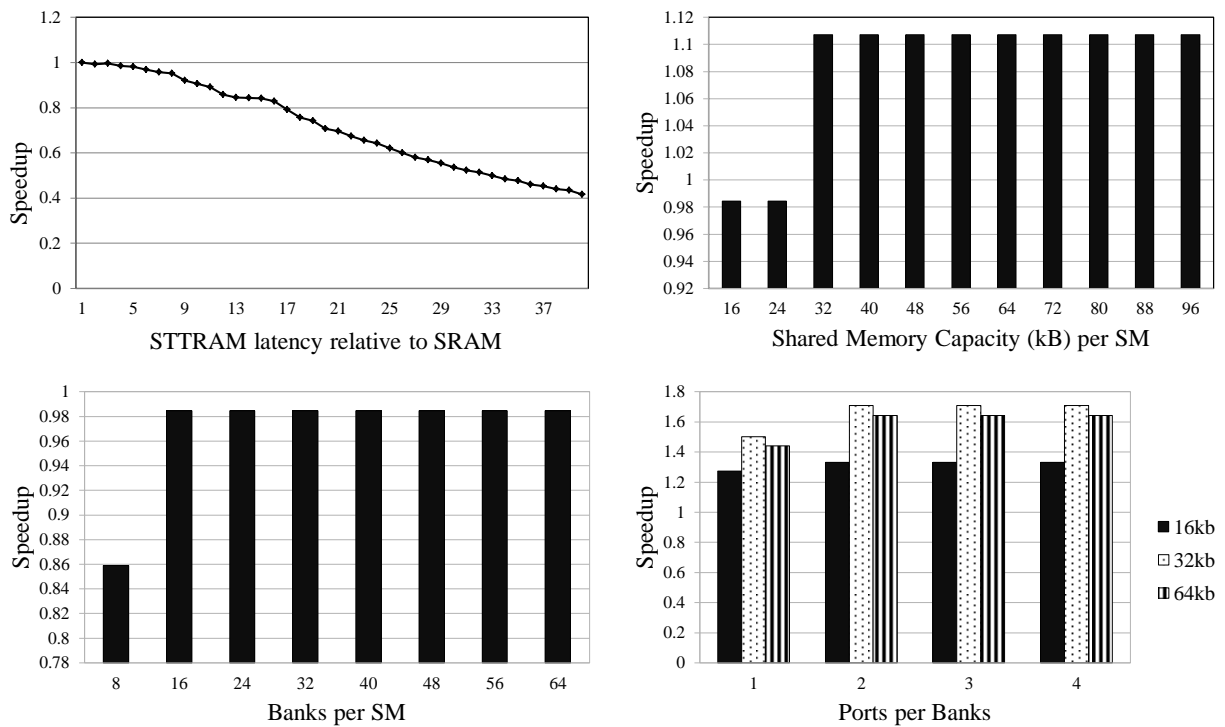 1.2
1
0.8
0.6
0.4
0.2
0
Speedup
1 5 9 13 17 21 25 29 33 37
STTRAM latency relative to SRAM
1.12
1.1
1.08
1.06
1.04
1.02
1
0.98
0.96
0.94
0.92
Speedup
16 24 32 40 48 56 64 72 80 88 96
Shared Memory Capacity (kB) per SM
1
0.98
0.96
0.94
0.92
0.9
0.88
0.86
0.84
0.82
0.8
0.78
Speedup
8 16 24 32 40 48 56 64
Banks per SM
1.8
1.6
1.4
1.2
1
0.8
0.6
0.4
0.2
0
Speedup
1 2 3 4
Ports per Banks
16kb
32kb
64kb